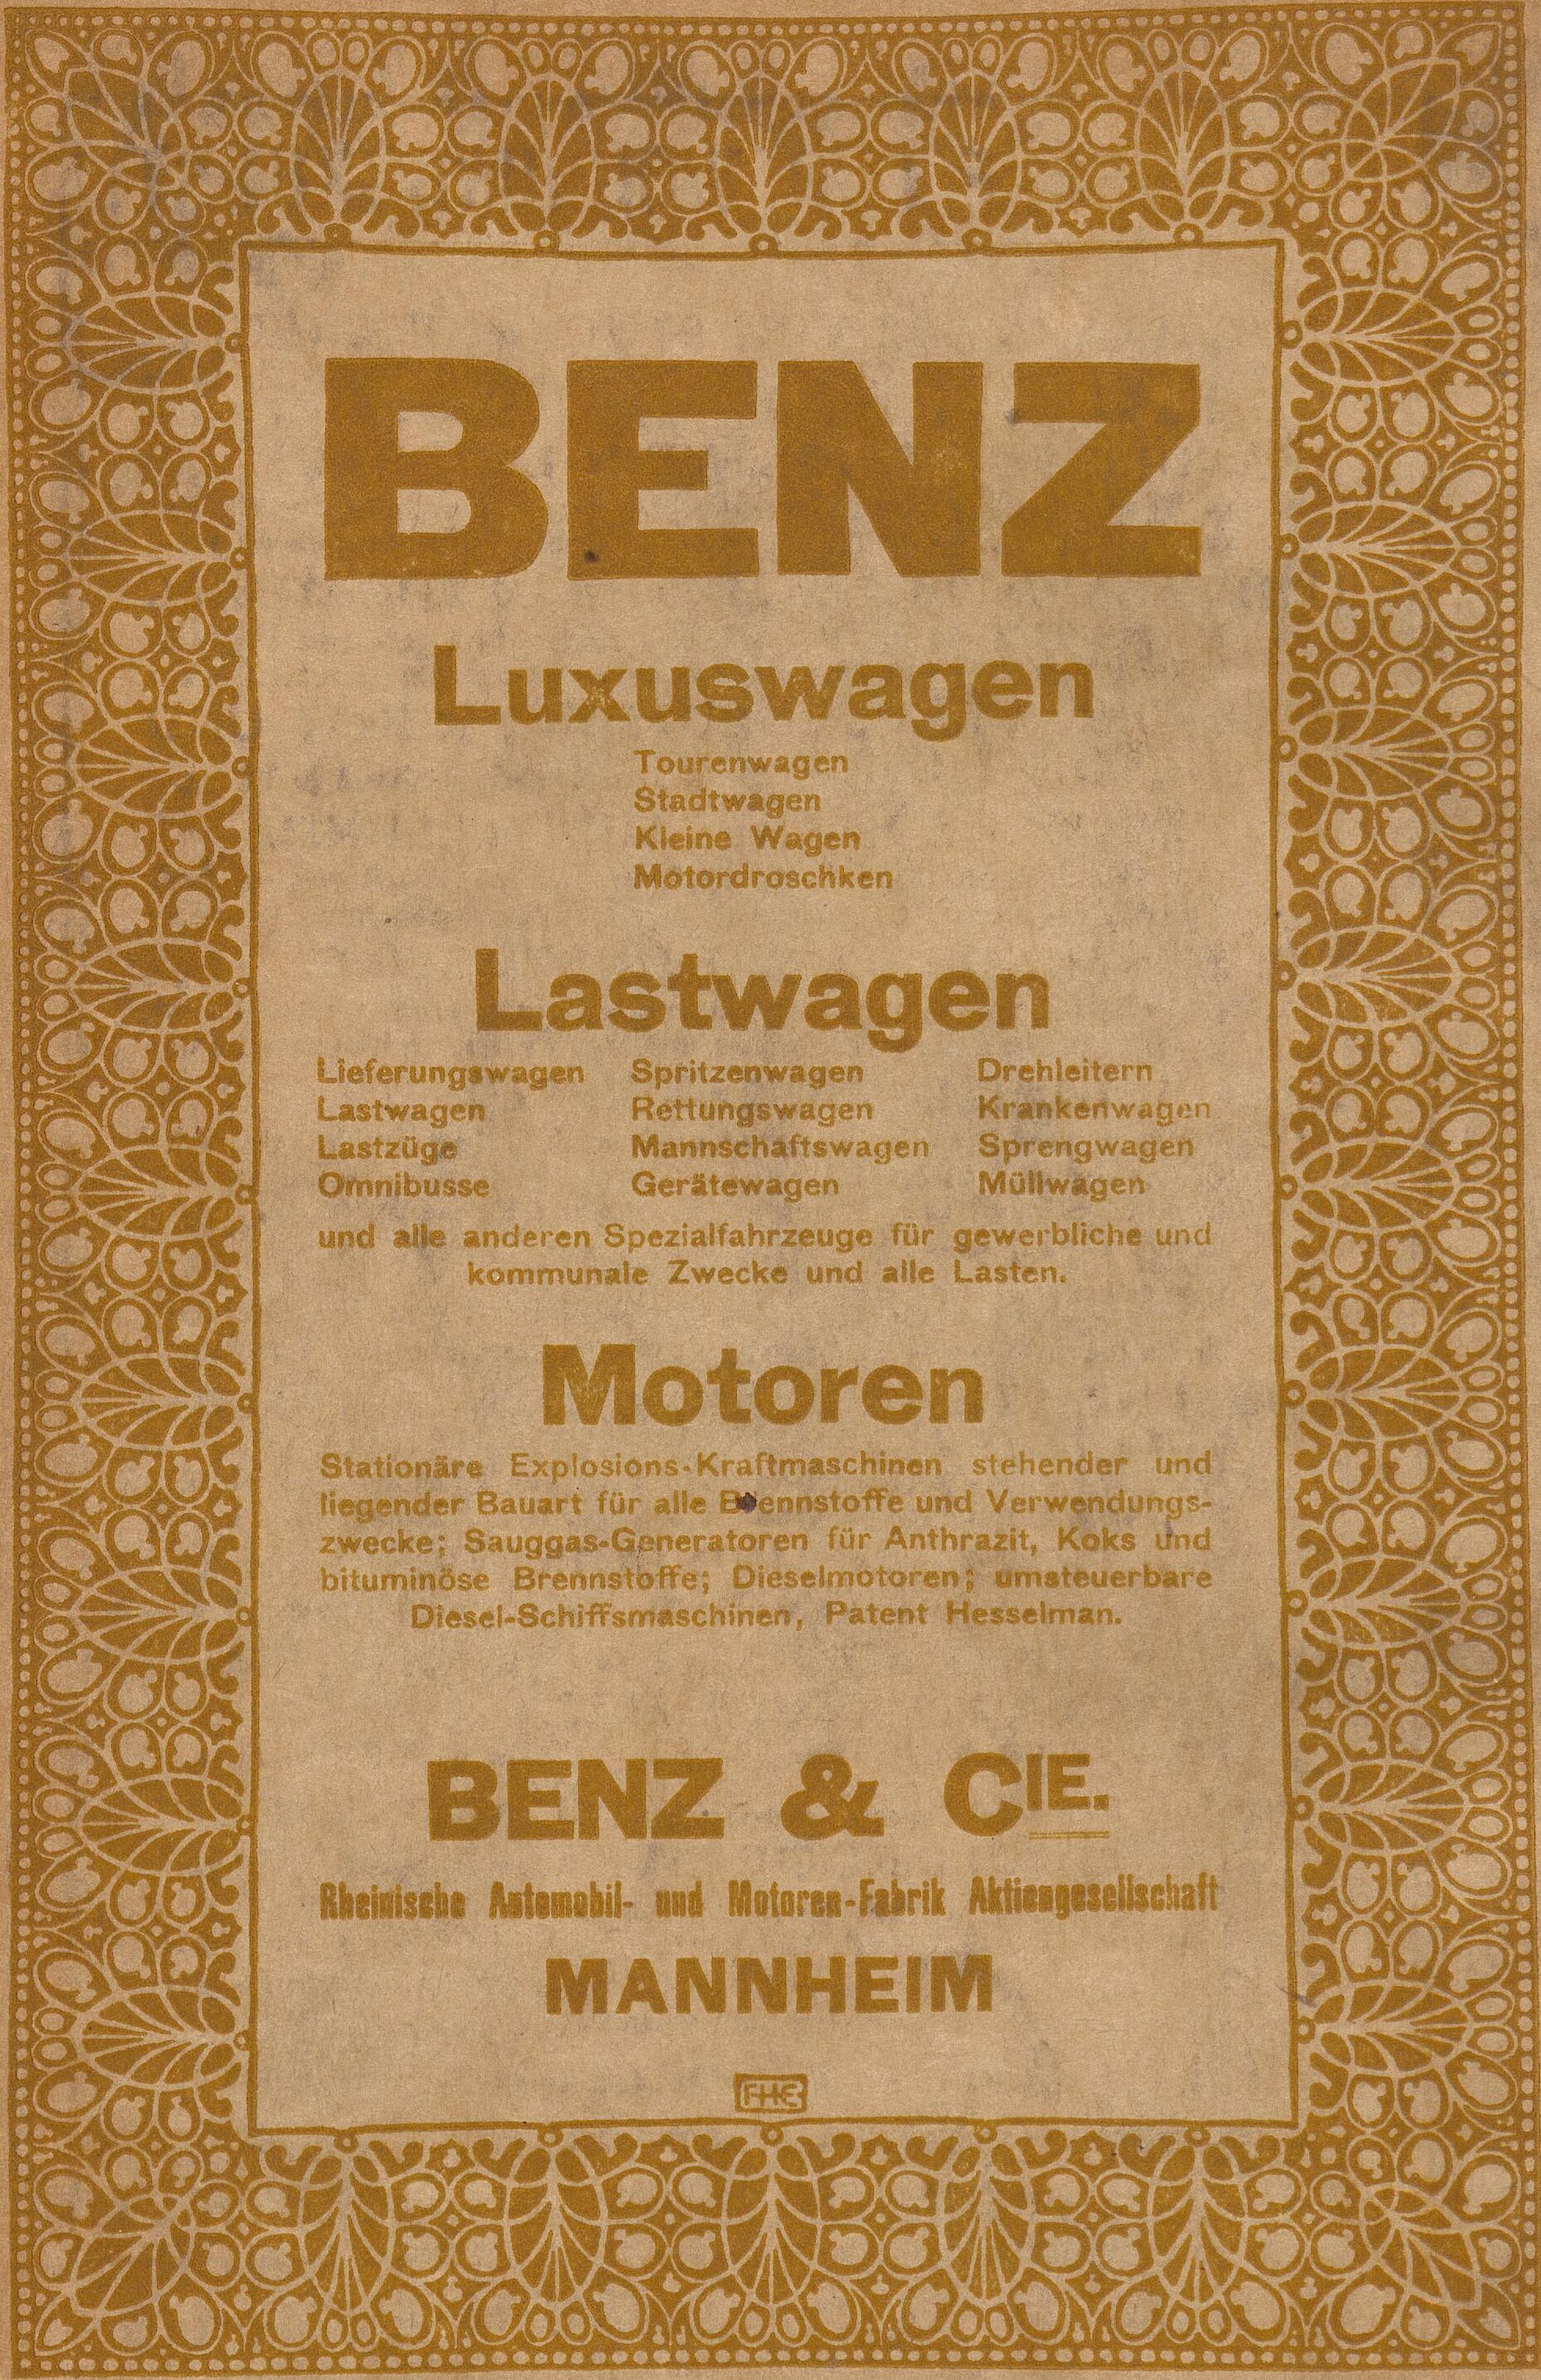 BENZ
Luxuswagen
Tourenwagen
Stadtwagen
Kleine Wagen
Motordroschken
Lastwagen
Lieferungswagen Spritzenwagen Drehleitern
Lastwagen Rettungswagen Krankenwagen
Lastzüge Mannschaftswagen Sprengwagen
Omnibusse Gerätewagen Müllwagen
und alle anderen Spezialfahrzeuge für gewerbliche und
kommunale Zwecke und alle Lasten.
Motoren
Stationäre Explosions-Kraftmaschinen stehender und
liegender Bauart für alle Brennstoffe und Verwendungs-
zwecke; Sauggas-Generatoren für Anthrazit, Koks und
bituminöse Brennstoffe; Dieselmotoren; umsteuerbare
Diesel-Schiffsmaschinen, Patent Hesselman.
BENZ & CIE.
Rheinische Automobil- und Motoren-Fabrik Aktiengesellschaft
MANNHEIM
FHE